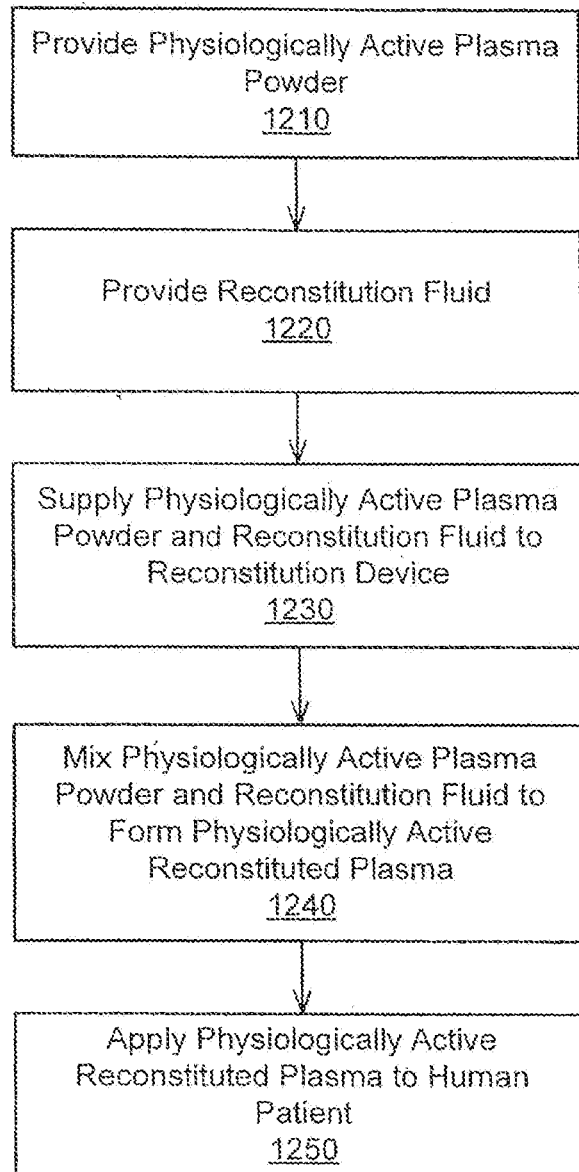 Provide Physiologically Active Plasma
Powder
1210
Provide Reconstitution Fluid
1220
Supply Physiologically Active Plasma
Powder and Reconstitution Fluid to
Reconstitution Device
1230
Mix Physiologically Active Plasma
Powder and Reconstitution Fluid to
Form Physiologically Active
Reconstituted Plasma
1240
Apply Physiologically Active
Reconstituted Plasma to Human
Patient
1250